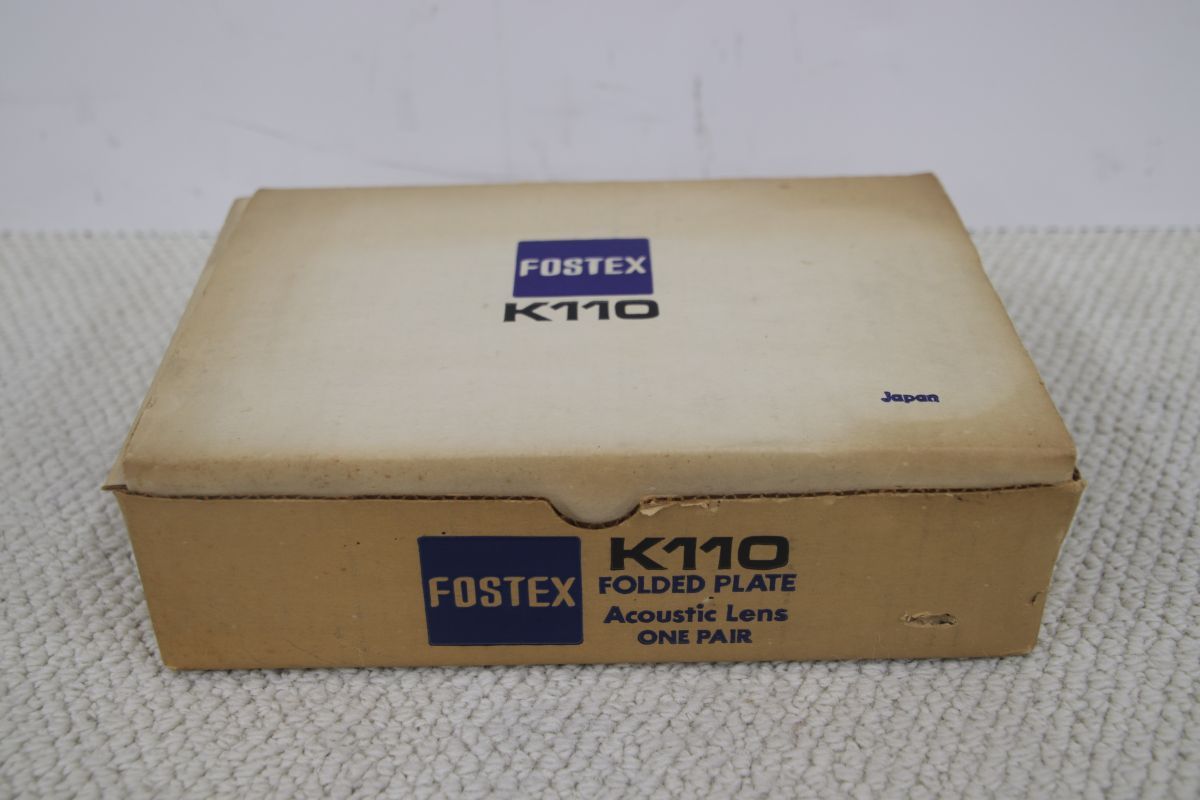 FOSTEX
K110
Japan
FOSTEX
K110
FOLDED PLATE
Acoustic Lens
ONE PAIR